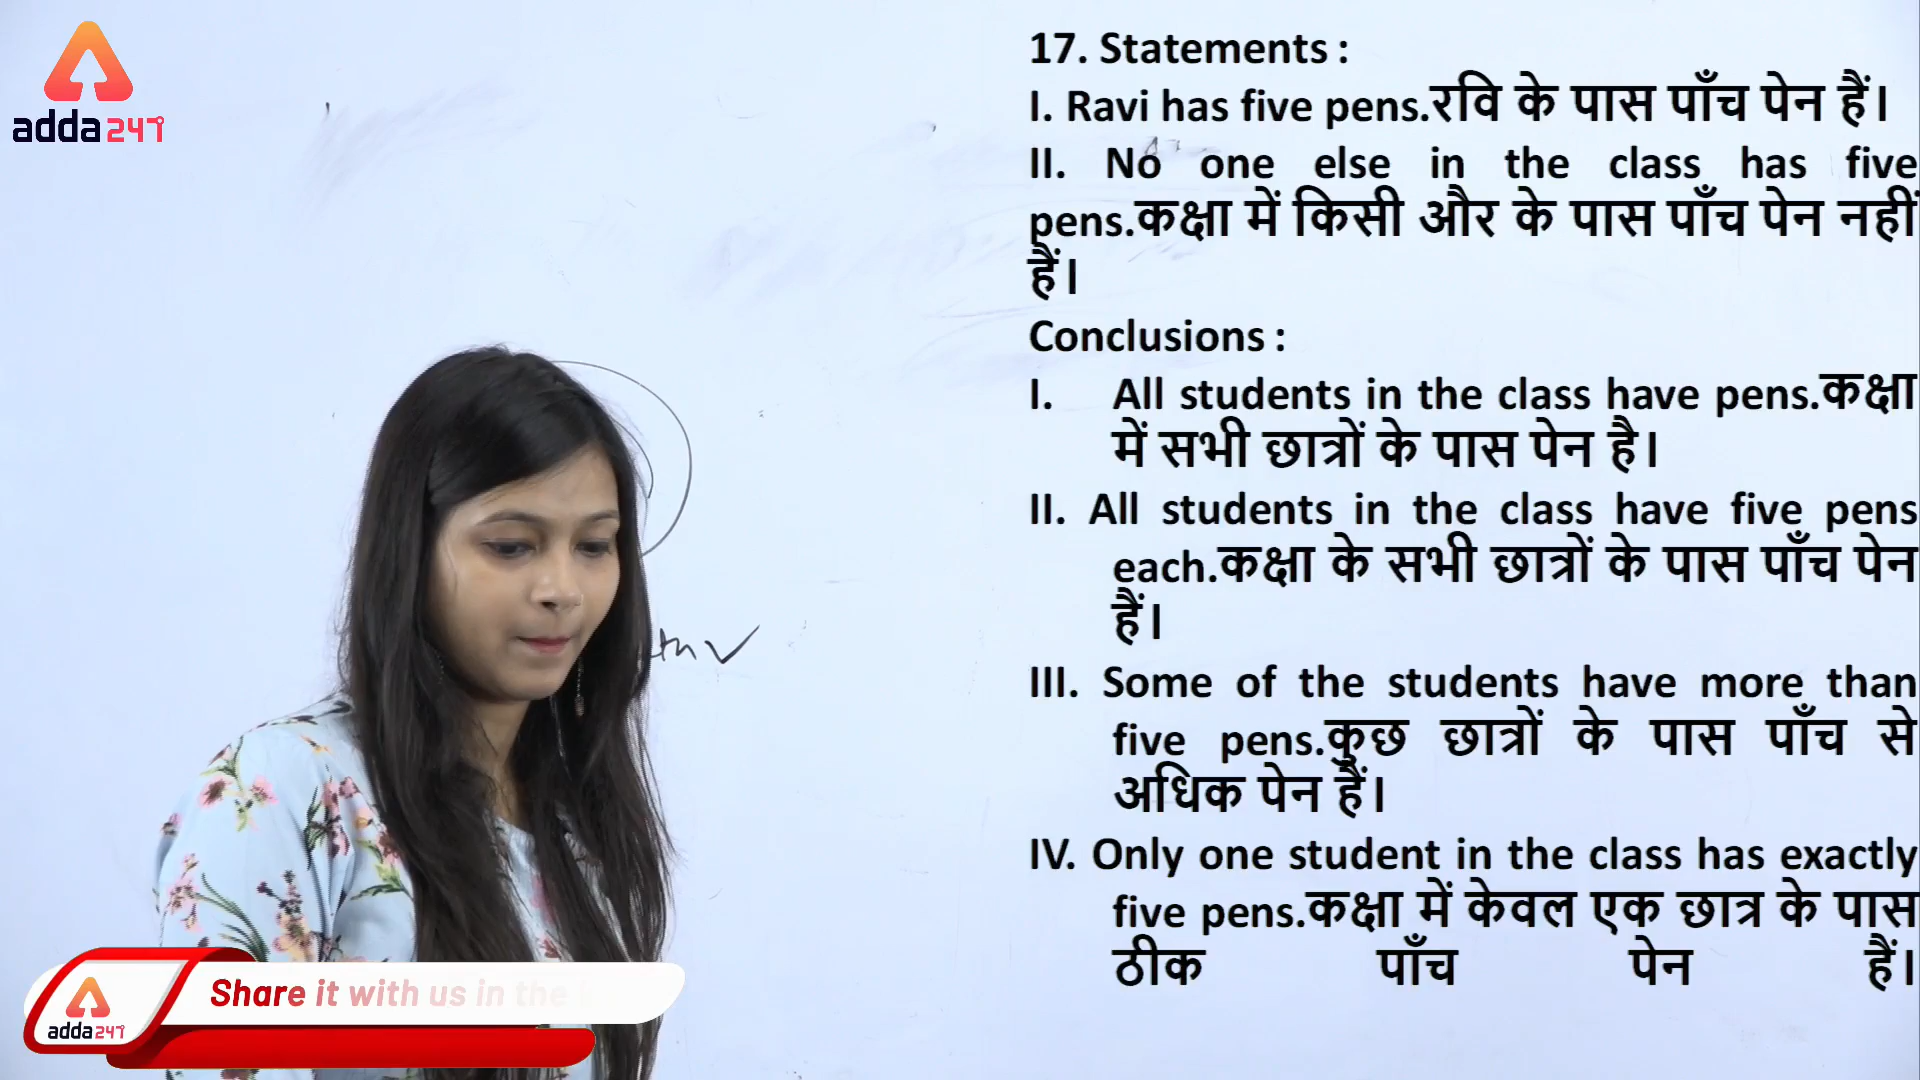 adda247
17. Statements :
I. Ravi has five pens.रवि के पास पाँच पेन हैं।
II. No one else in the class has five
pens.कक्षा में किसी और के पास पाँच पेन नहीं
हैं।
Conclusions :
I. All students in the class have pens.कक्षा
में सभी छात्रों के पास पेन है।
II. All students in the class have five pens
each.कक्षा के सभी छात्रों के पास पाँच पेन
हैं।
III. Some of the students have more than
five pens.कुछ छात्रों के पास पाँच से
अधिक पेन हैं।
IV. Only one student in the class has exactly
five pens.कक्षा में केवल एक छात्र के पास
ठीक पाँच पेन हैं।
Share it with us in the
adda247